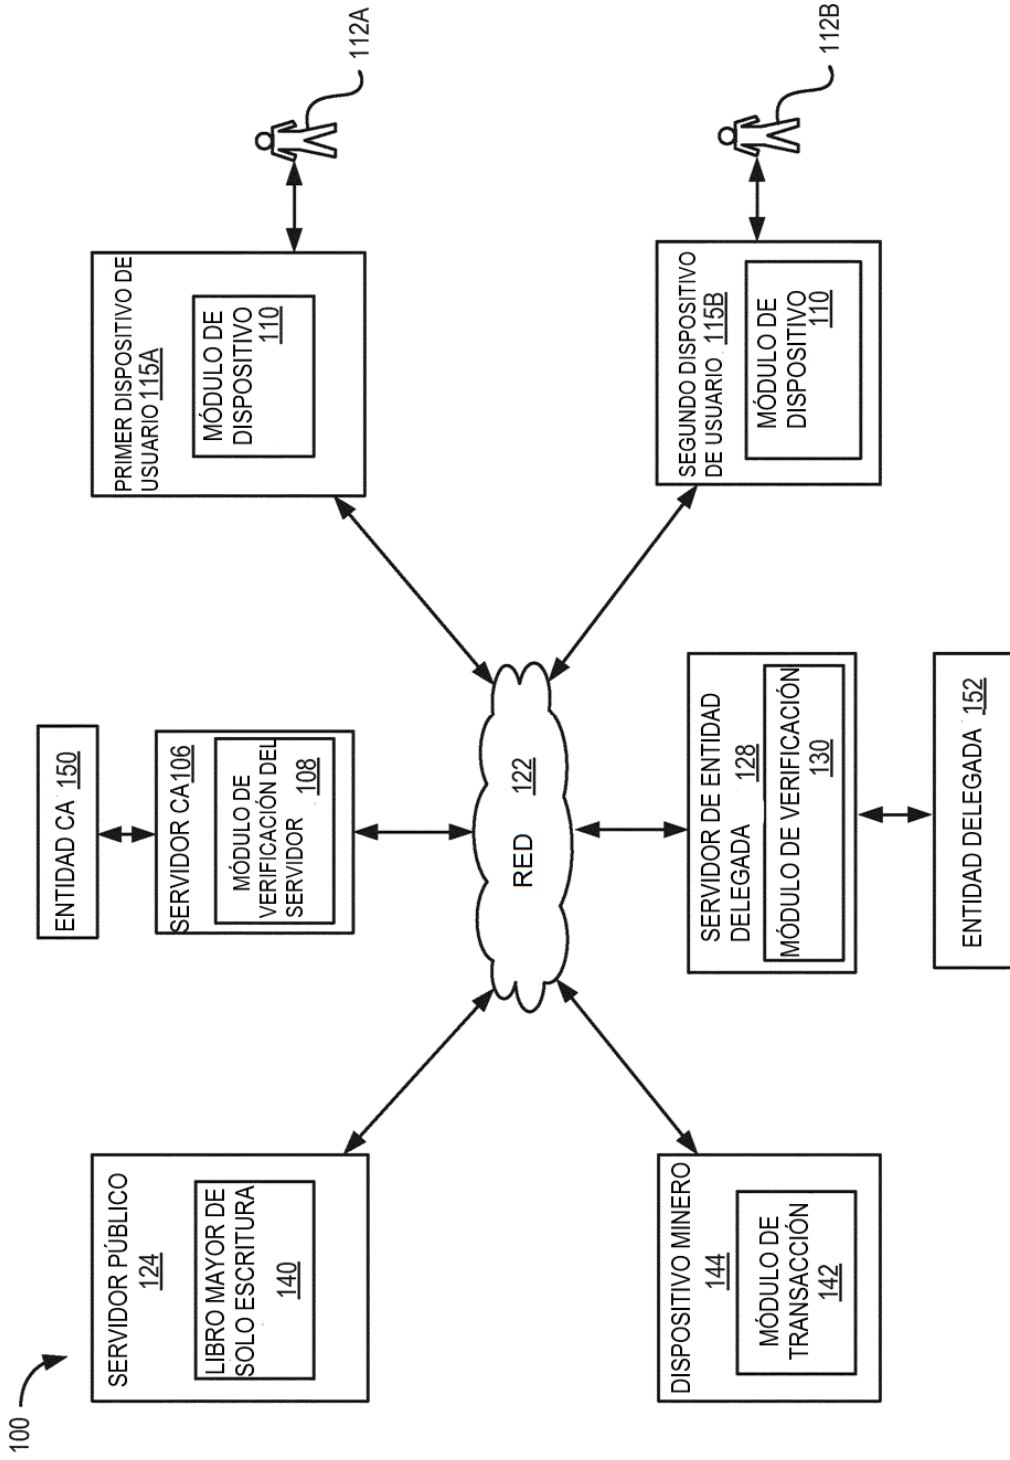 100
SERVIDOR PÚBLICO
124
LIBRO MAYOR DE
SOLO ESCRITURA
140
ENTIDAD CA 150
SERVIDOR CA106
MÓDULO DE
VERIFICACIÓN DEL
SERVIDOR 108
PRIMER DISPOSITIVO DE
USUARIO 115A
MÓDULO DE
DISPOSITIVO
110
112A
RED 122
DISPOSITIVO MINERO
144
MÓDULO DE
TRANSACCIÓN
142
SERVIDOR DE ENTIDAD
DELEGADA 128
MÓDULO DE VERIFICACIÓN
130
ENTIDAD DELEGADA 152
SEGUNDO DISPOSITIVO
DE USUARIO 115B
MÓDULO DE
DISPOSITIVO
110
112B